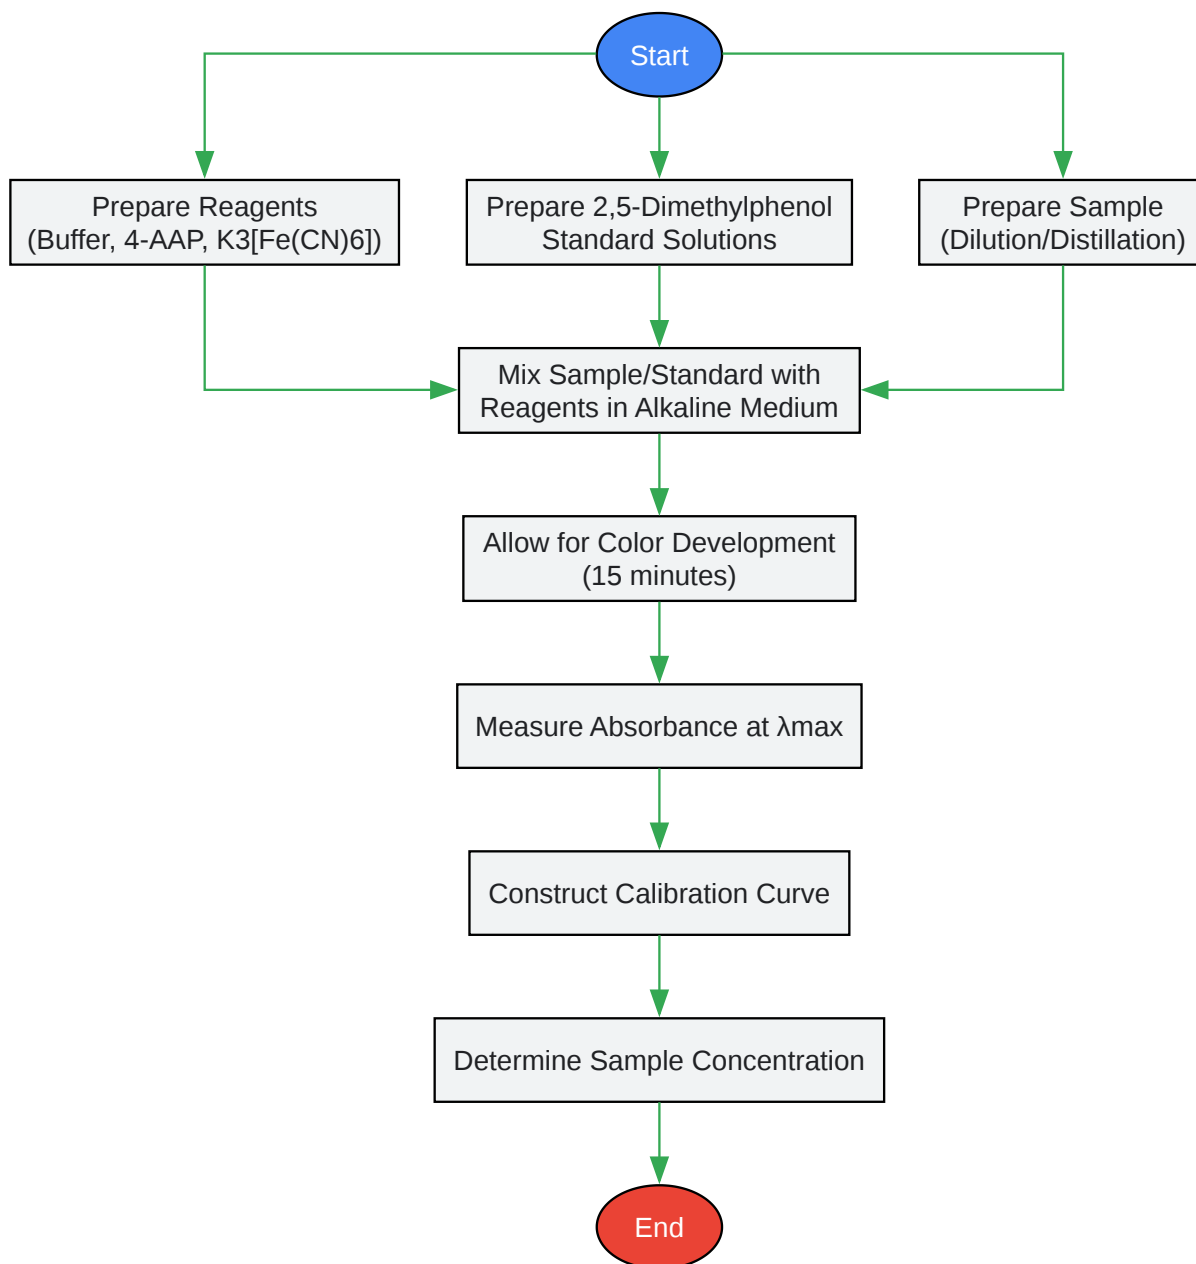 Start
Prepare Reagents
(Buffer, 4-AAP, K3[Fe(CN)6])
Prepare 2,5-Dimethylphenol
Standard Solutions
Prepare Sample
(Dilution/Distillation)
Mix Sample/Standard with
Reagents in Alkaline Medium
Allow for Color Development
(15 minutes)
Measure Absorbance at λmax
Construct Calibration Curve
Determine Sample Concentration
End